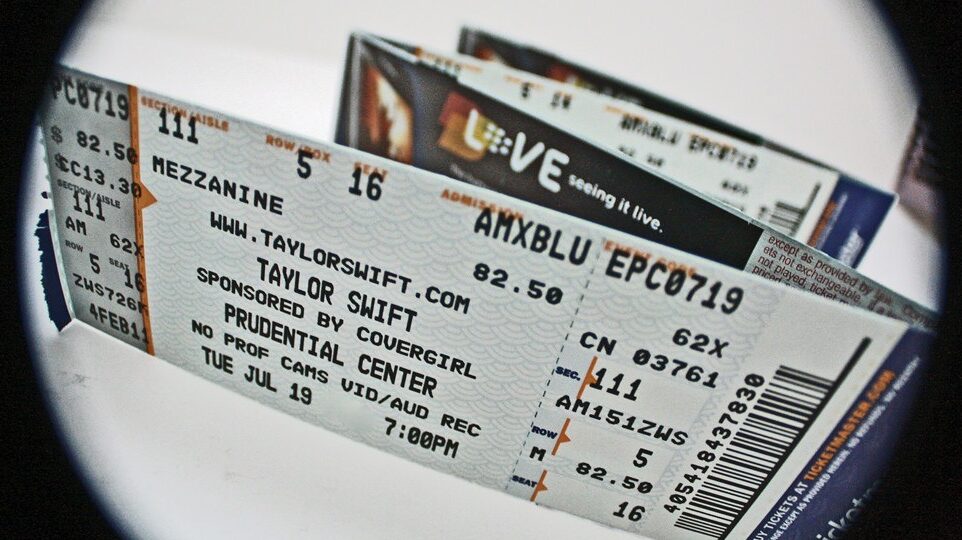 EPC0719
$ 82.50
CC13.30
SECTION/AISLE
111
AM 62X
ROW SEAT
5 16
ZWS726
4FEB11
SECTION/AISLE ROW/BOX SEAT ADMISSION
111 5 16 AMXBLU
MEZZANINE 82.50
WWW.TAYLORSWIFT.COM
TAYLOR SWIFT
SPONSORED BY COVERGIRL
PRUDENTIAL CENTER
NO PROF CAMS VID/AUD REC
TUE JUL 19 7:00PM
EVENT CODE
EPC0719
62X
CN 03761
SEC. 111
AM151ZWS
ROW 5
M 82.50
SEAT 16
405418437830
LIVE
seeing it live.
AMXBLU EPC0719
except as provided
ets not exchangeable
not played, ticket
BUY TICKETS AT TICKETMASTER.COM